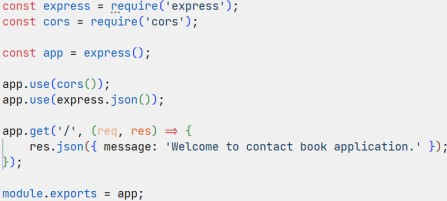 const express = require('express');
const cors = require('cors');
const app = express();
app.use(cors());
app.use(express.json());
app.get('/', (req, res) => {
res.json({ message: 'Welcome to contact book application.' });
});
module.exports = app;